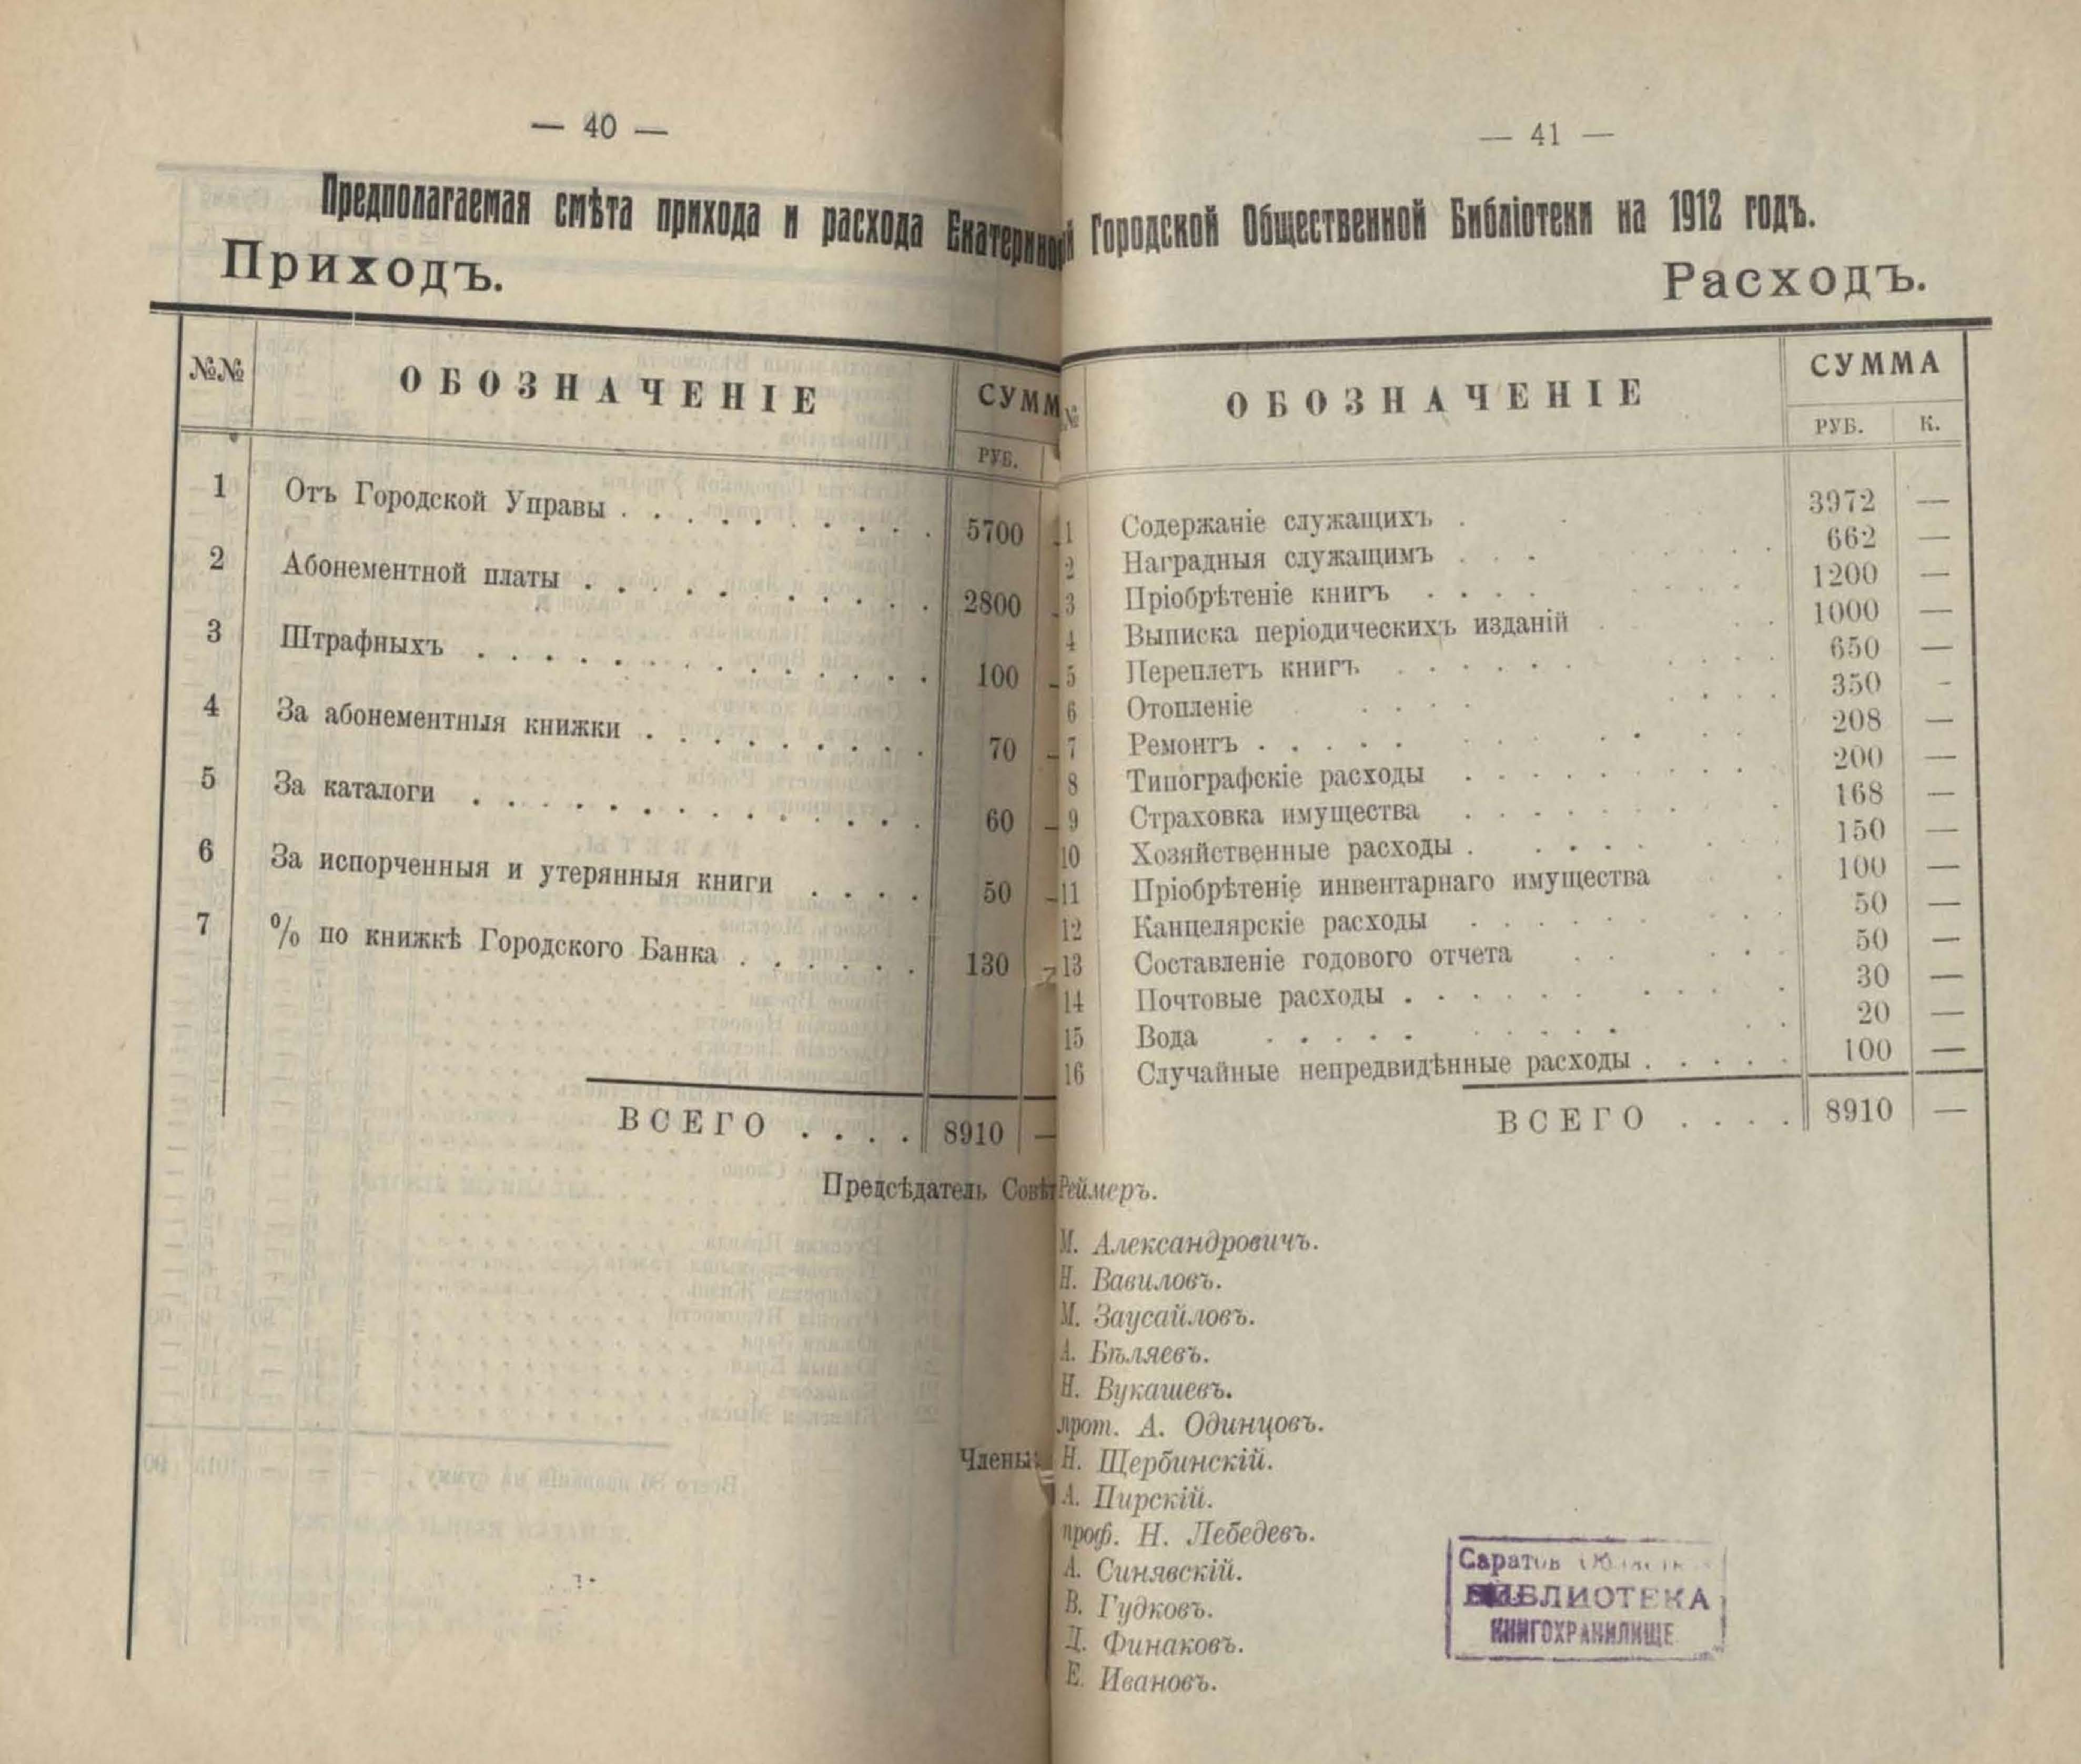 — 40 —
Предполагаемая смѣта прихода и расхода
Приходъ.
№№ ОБОЗНАЧЕНІЕ СУММ
РУБ.
1 Отъ Городской Управы . . . . . . . . . . 5700
2 Абонементной платы . . . . . . . . . . . 2800
3 Штрафныхъ . . . . . . . . . . . . . . 100
4 За абонементныя книжки . . . . . . . . . 70
5 За каталоги . . . . . . . . . . . . . 60
6 За испорченныя и утерянныя книги . . . . 50
7 % по книжкѣ Городского Банка . . . . . . 130
ВСЕГО . . . . 8910 —
Предсѣдатель
Члены:
— 41 —
Городской Общественной Библіотеки на 1912 годъ.
Расходъ.
№ ОБОЗНАЧЕНІЕ СУММА
РУБ. К.
1 Содержаніе служащихъ . 3972 —
2 Наградныя служащимъ . . . 662 —
3 Пріобрѣтеніе книгъ . . . . 1200 —
4 Выписка періодическихъ изданій . 1000 —
5 Переплетъ книгъ . . . . . . 650 —
6 Отопленіе . . . . 350 -
7 Ремонтъ . . . . . 208 —
8 Типографскіе расходы . . . . . . . . 200 —
9 Страховка имущества . . . . . . . 168 —
10 Хозяйственные расходы . . . . . . 150 —
11 Пріобрѣтеніе инвентарнаго имущества 100 —
12 Канцелярскіе расходы . . . . . 50 —
13 Составленіе годового отчета . . . . . 50 —
14 Почтовые расходы . . . . . . . . . 30 —
15 Вода . . . . . . . . . . 20 —
16 Случайные непредвидѣнные расходы . . . . . 100 —
ВСЕГО . . . . 8910 —
Реймеръ.
М. Александровичъ.
Н. Вавиловъ.
М. Заусайловъ.
А. Бѣляевъ.
Н. Вукашевъ.
прот. А. Одинцовъ.
Н. Щербинскій.
А. Пирскій.
проф. Н. Лебедевъ.
А. Синявскій.
В. Гудковъ.
Д. Финаковъ.
Е. Ивановъ.
БИБЛИОТЕКА
КНИГОХРАНИЛИЩЕ